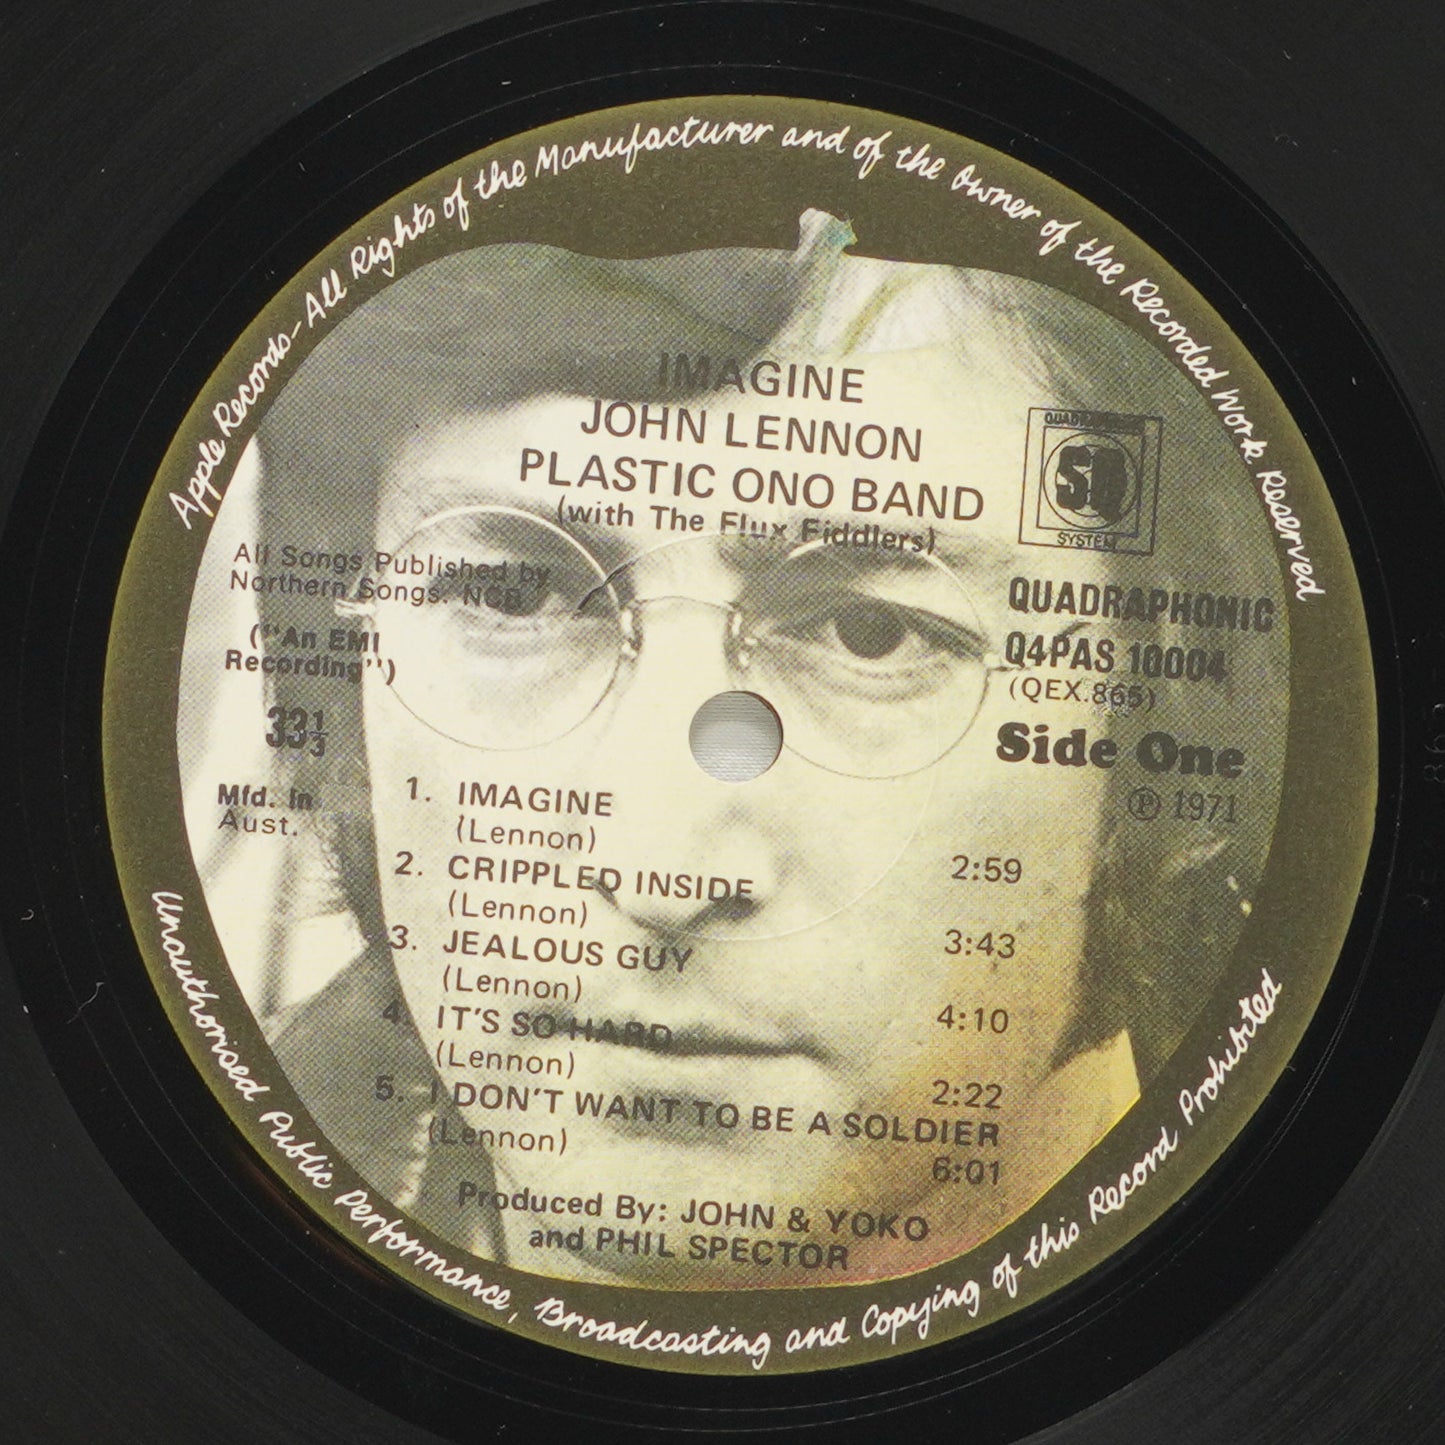 Apple Records-All Rights of the Manufacturer and of the Owner of the Recorded Work Reserved
IMAGINE
JOHN LENNON
PLASTIC ONO BAND
(with The Flux Fiddlers)
QUADRAPHONIC
SQ
SYSTEM
All Songs Published by
Northern Songs. NCB
("An EMI
Recording")
33⅓
Mfd. In
Aust.
QUADRAPHONIC
Q4PAS 10004
(QEX.865)
Side One
℗ 1971
1. IMAGINE
(Lennon) 2:59
2. CRIPPLED INSIDE
(Lennon) 3:43
3. JEALOUS GUY
(Lennon) 4:10
4. IT'S SO HARD
(Lennon) 2:22
5. I DON'T WANT TO BE A SOLDIER
(Lennon) 6:01
Produced By: JOHN & YOKO
and PHIL SPECTOR
Unauthorised Public Performance, Broadcasting and Copying of this Record Prohibited